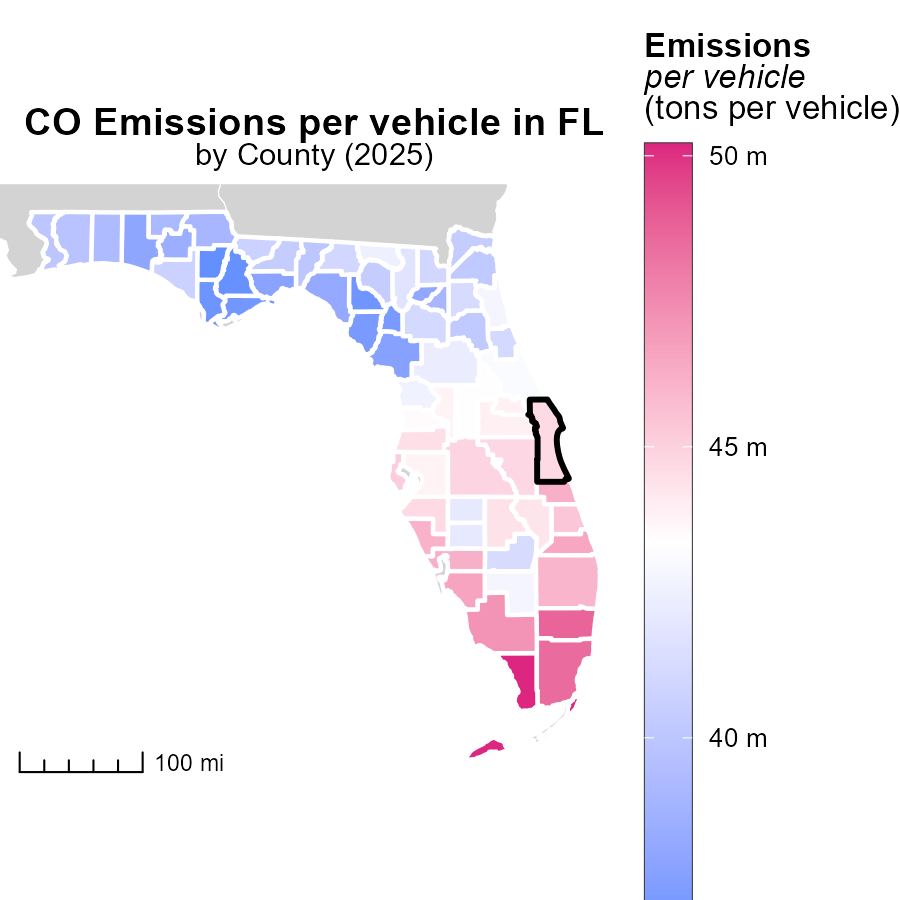 Emissions
per vehicle
(tons per vehicle)
CO Emissions per vehicle in FL
by County (2025)
50 m
45 m
40 m
100 mi